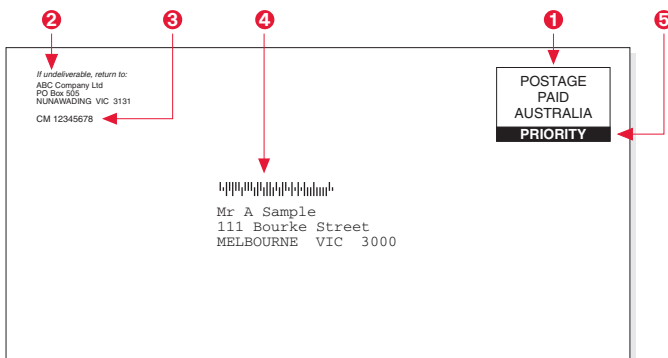 2 3 4 1 5
If undeliverable, return to:
ABC Company Ltd
PO Box 505
NUNAWADING VIC 3131
CM 12345678
POSTAGE
PAID
AUSTRALIA
PRIORITY
Mr A Sample
111 Bourke Street
MELBOURNE VIC 3000